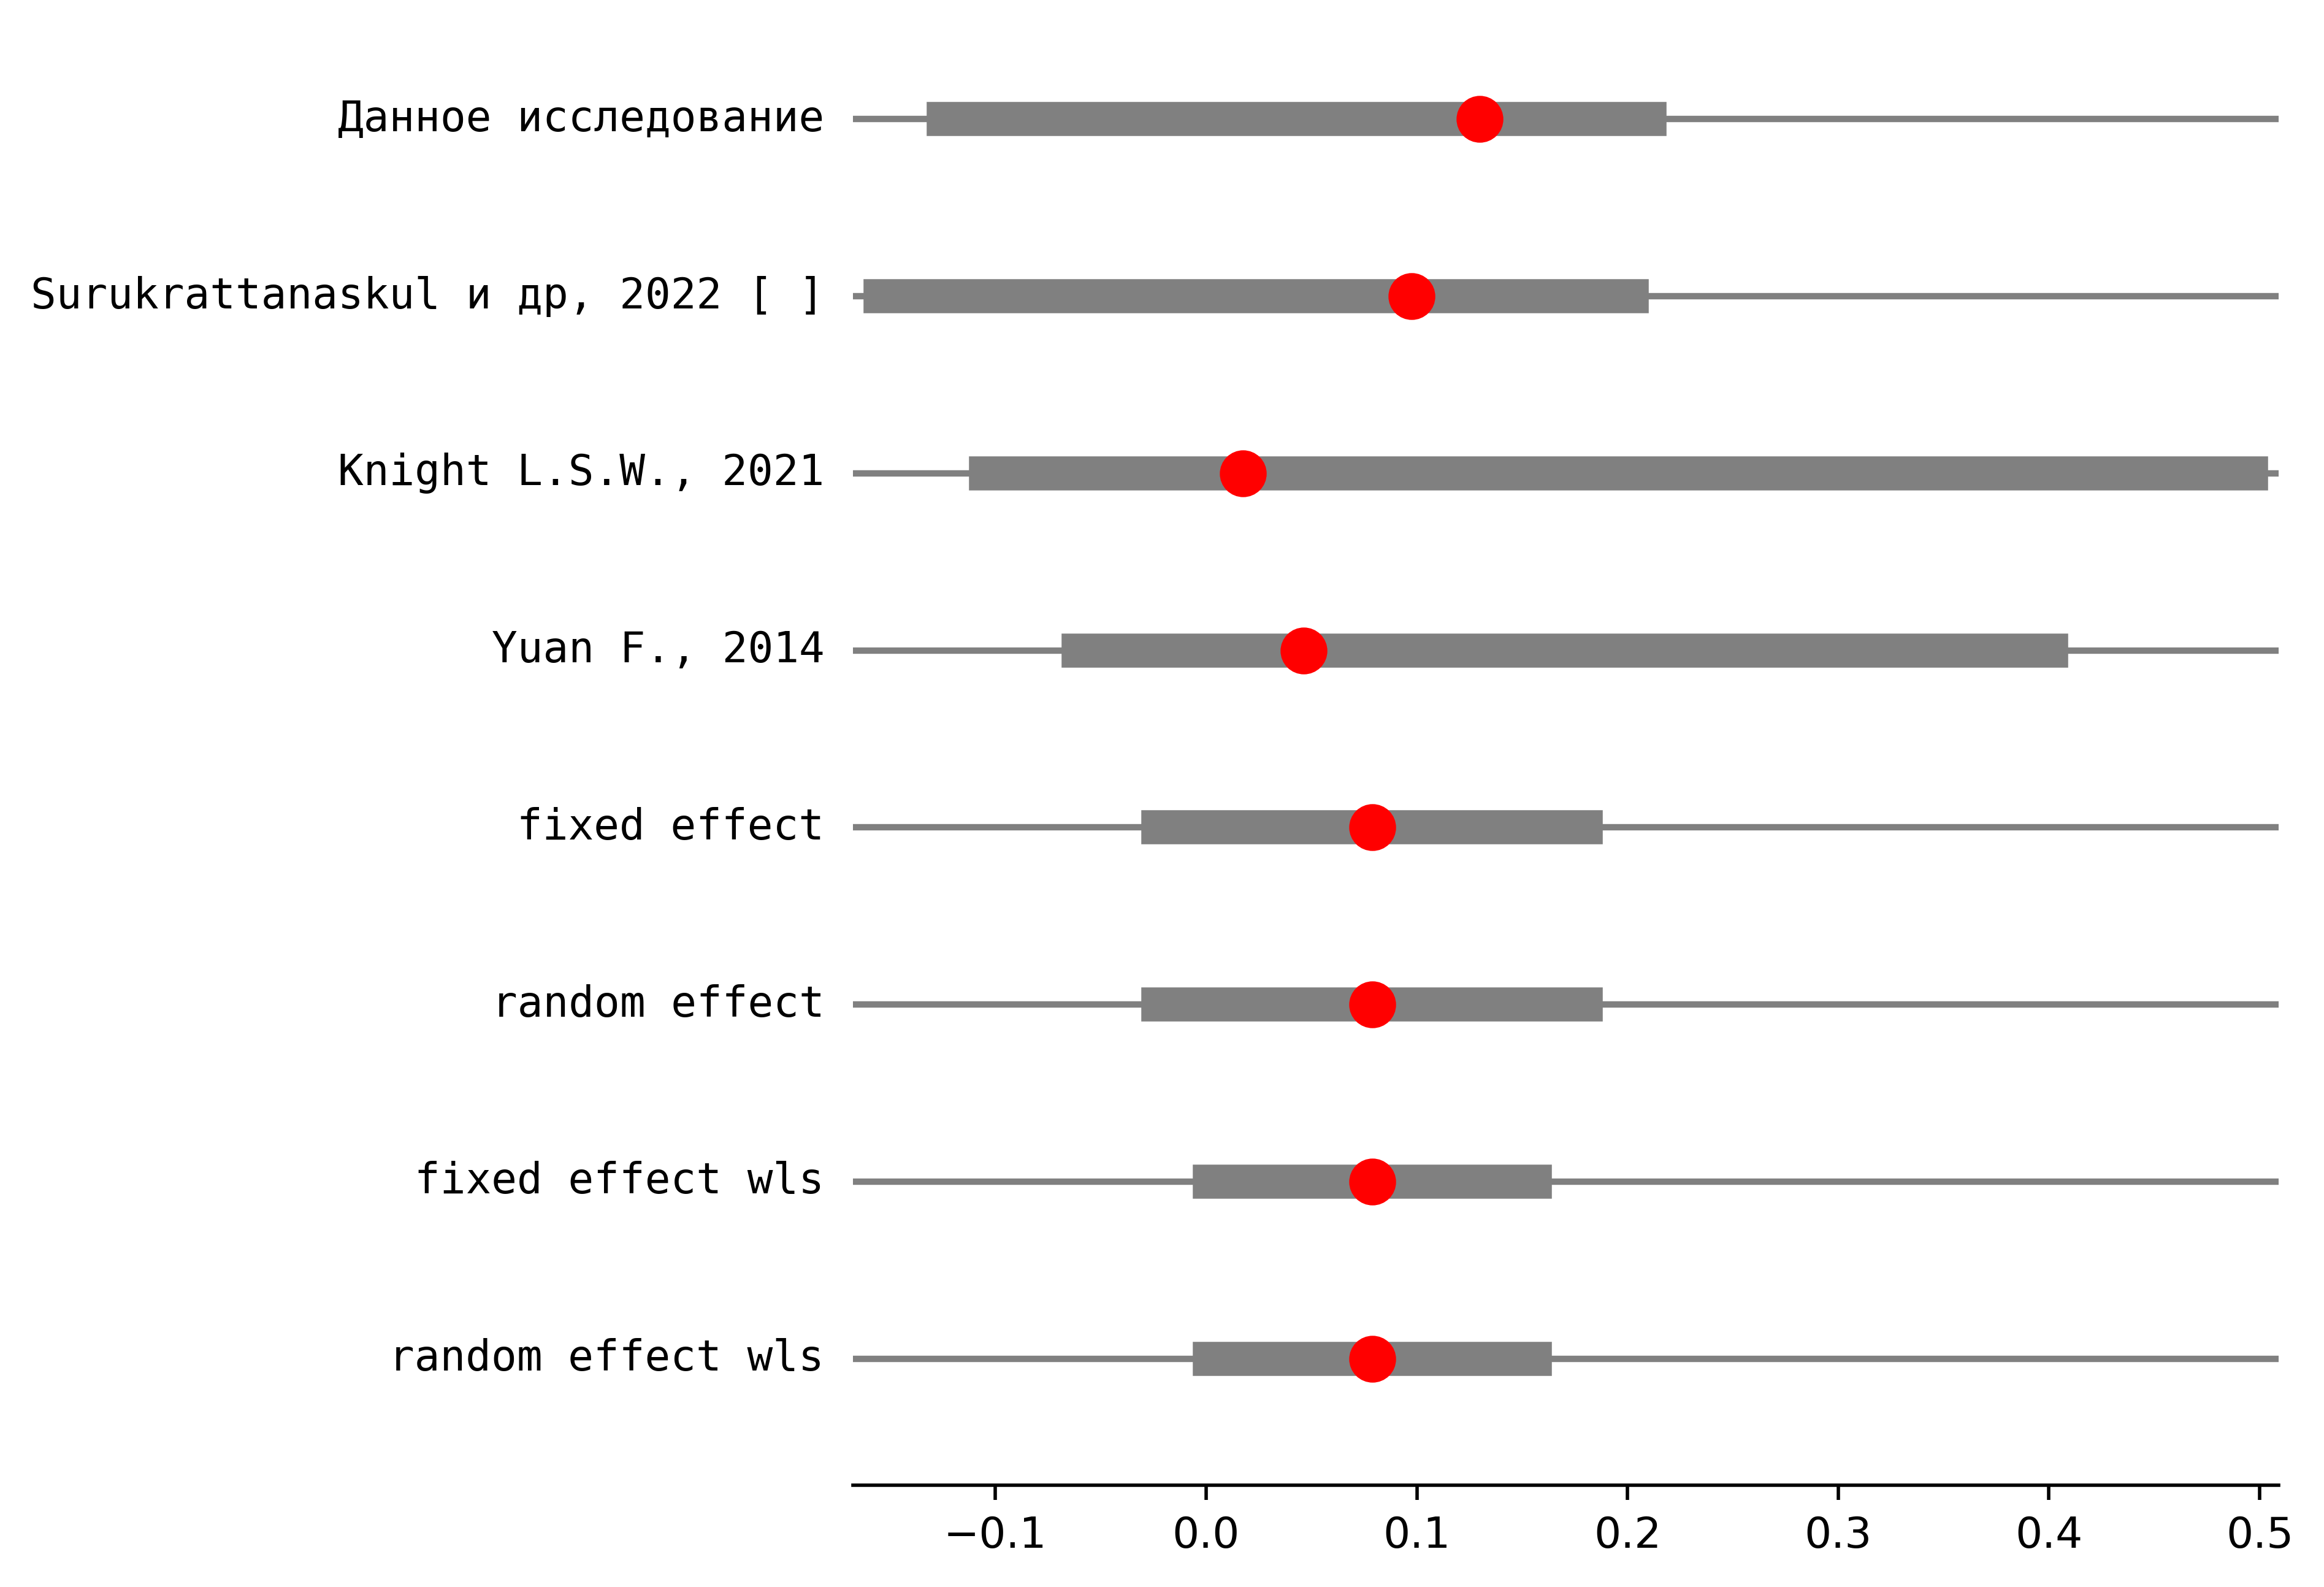 Данное исследование
Surukrattanaskul и др, 2022 [ ]
Knight L.S.W., 2021
Yuan F., 2014
fixed effect
random effect
fixed effect wls
random effect wls
−0.1 0.0 0.1 0.2 0.3 0.4 0.5